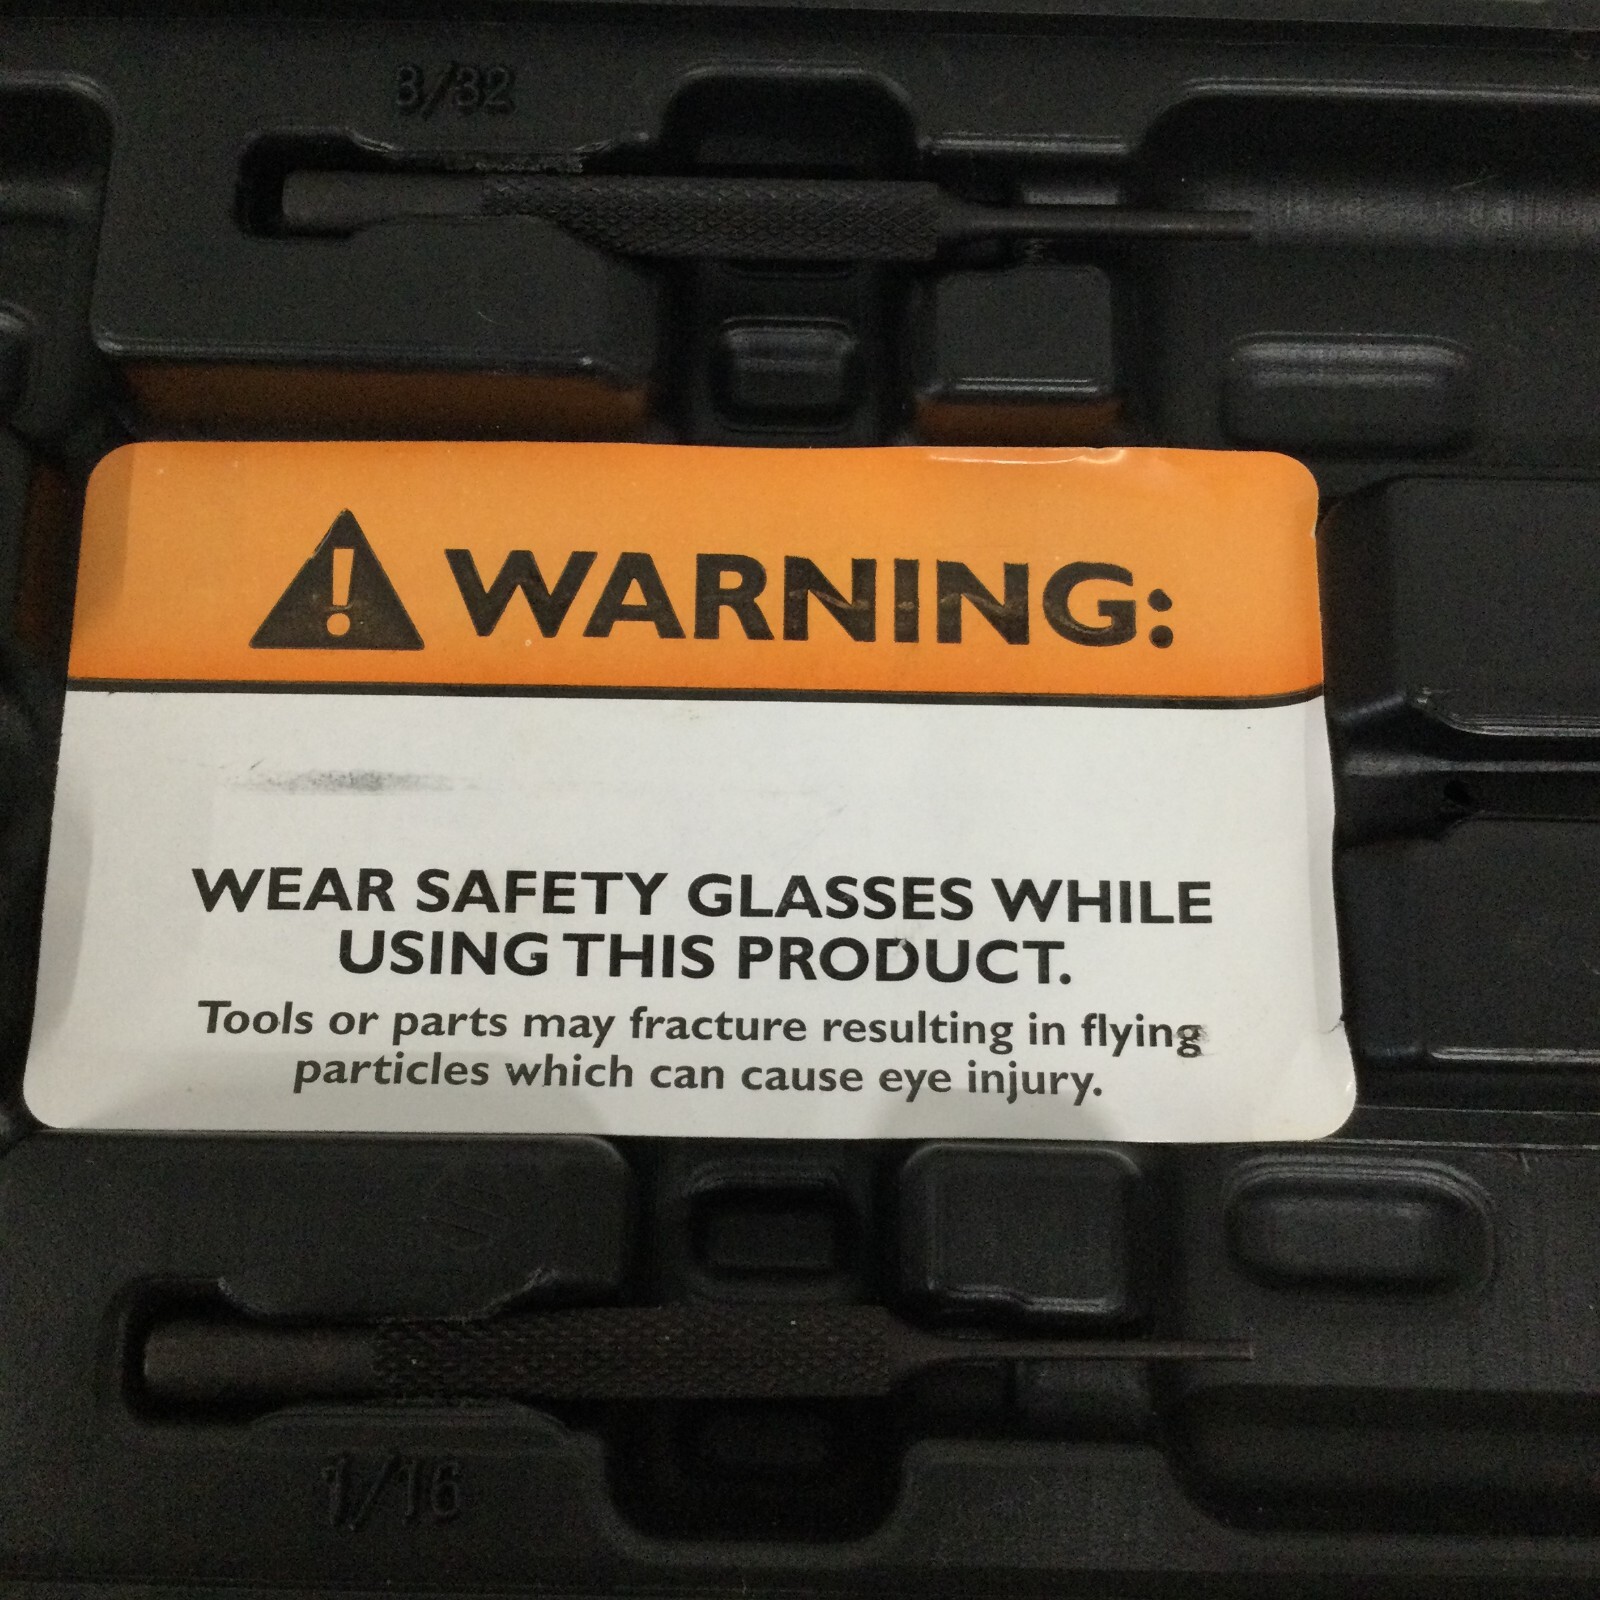 3/32
WARNING:
WEAR SAFETY GLASSES WHILE
USING THIS PRODUCT.
Tools or parts may fracture resulting in flying
particles which can cause eye injury.
1/16